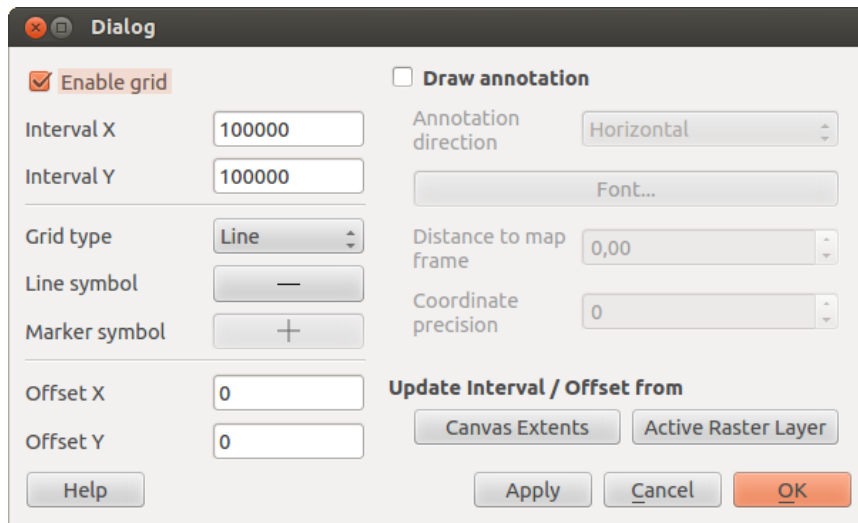 Dialog
Enable grid
Interval X 100000
Interval Y 100000
Grid type Line
Line symbol
Marker symbol
Offset X 0
Offset Y 0
Draw annotation
Annotation
direction
Horizontal
Font...
Distance to map
frame
0,00
Coordinate
precision
0
Update Interval / Offset from
Canvas Extents Active Raster Layer
Help Apply Cancel OK